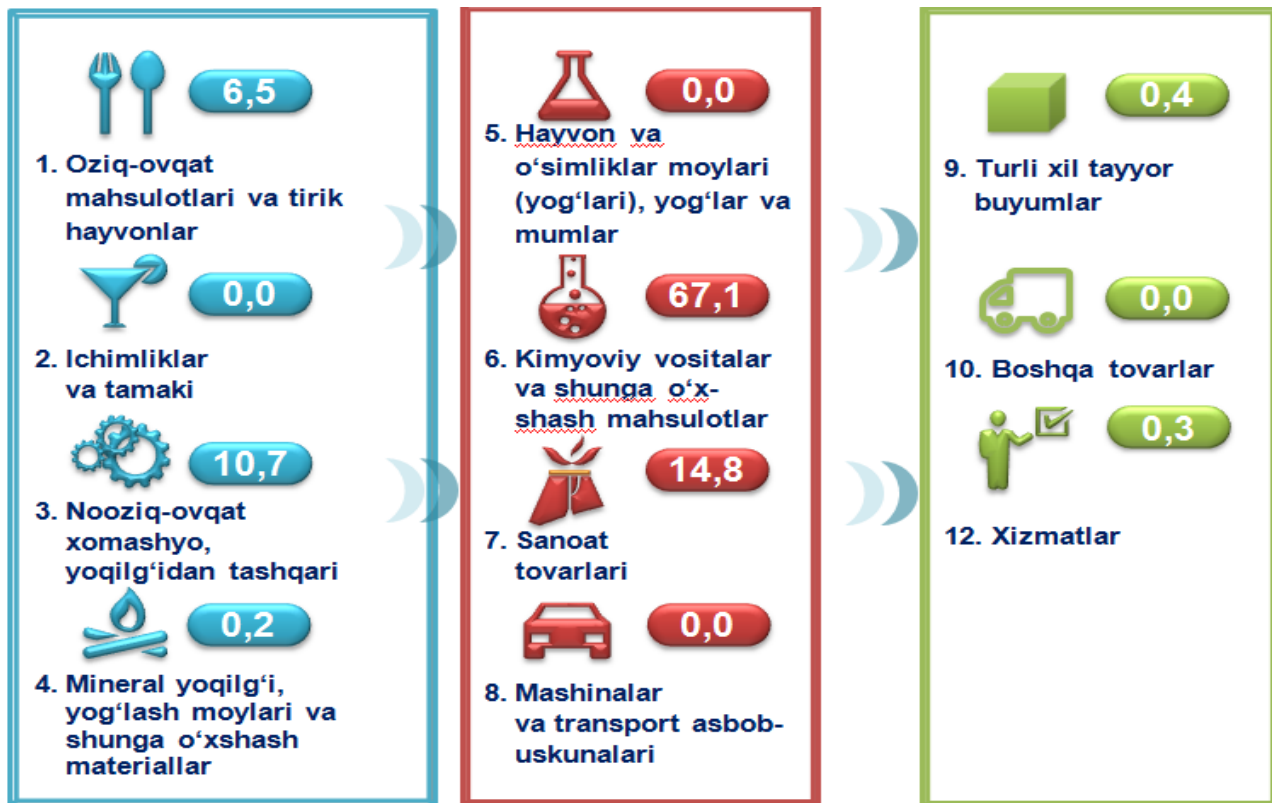 6,5
1. Oziq-ovqat
mahsulotlari va tirik
hayvonlar
0,0
2. Ichimliklar
va tamaki
10,7
3. Nooziq-ovqat
xomashyo,
yoqilg‘idan tashqari
0,2
4. Mineral yoqilg‘i,
yog‘lash moylari va
shunga o‘xshash
materiallar
0,0
5. Hayvon va
o‘simliklar moylari
(yog‘lari), yog‘lar va
mumlar
67,1
6. Kimyoviy vositalar
va shunga o‘x-
shash mahsulotlar
14,8
7. Sanoat
tovarlari
0,0
8. Mashinalar
va transport asbob-
uskunalari
0,4
9. Turli xil tayyor
buyumlar
0,0
10. Boshqa tovarlar
0,3
12. Xizmatlar